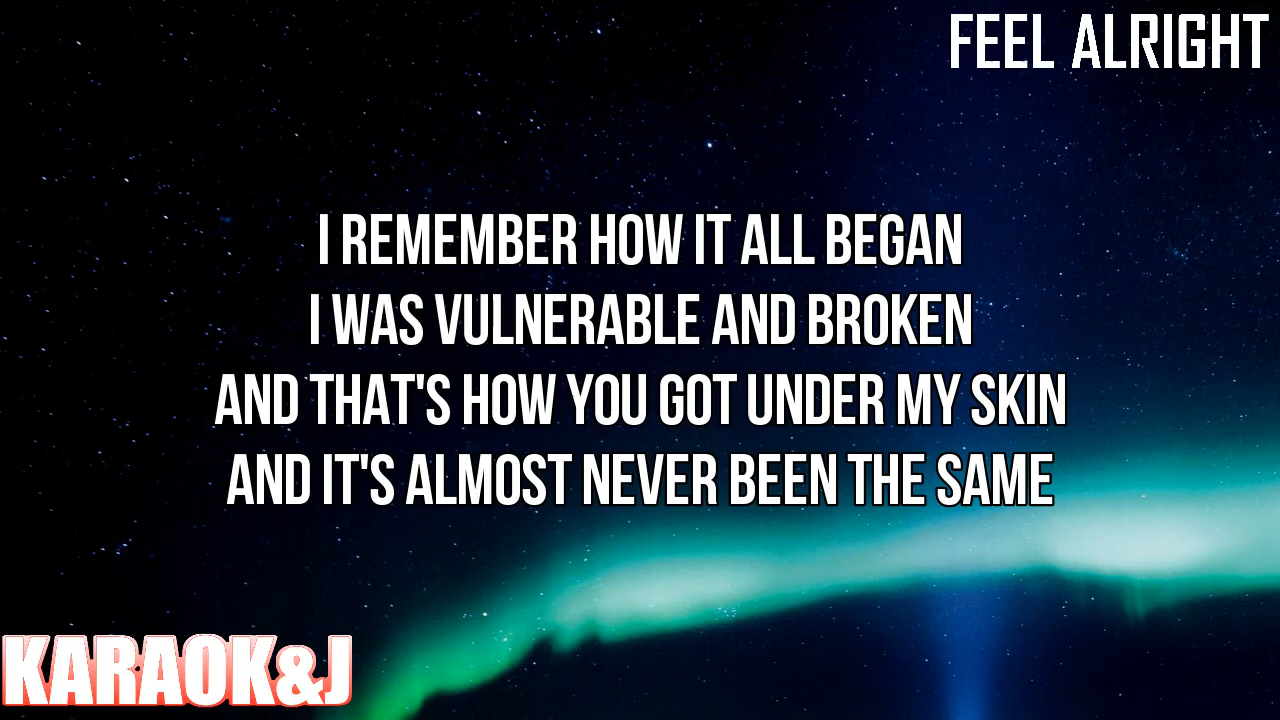 FEEL ALRIGHT
I REMEMBER HOW IT ALL BEGAN
I WAS VULNERABLE AND BROKEN
AND THAT'S HOW YOU GOT UNDER MY SKIN
AND IT'S ALMOST NEVER BEEN THE SAME
KARAOK&J